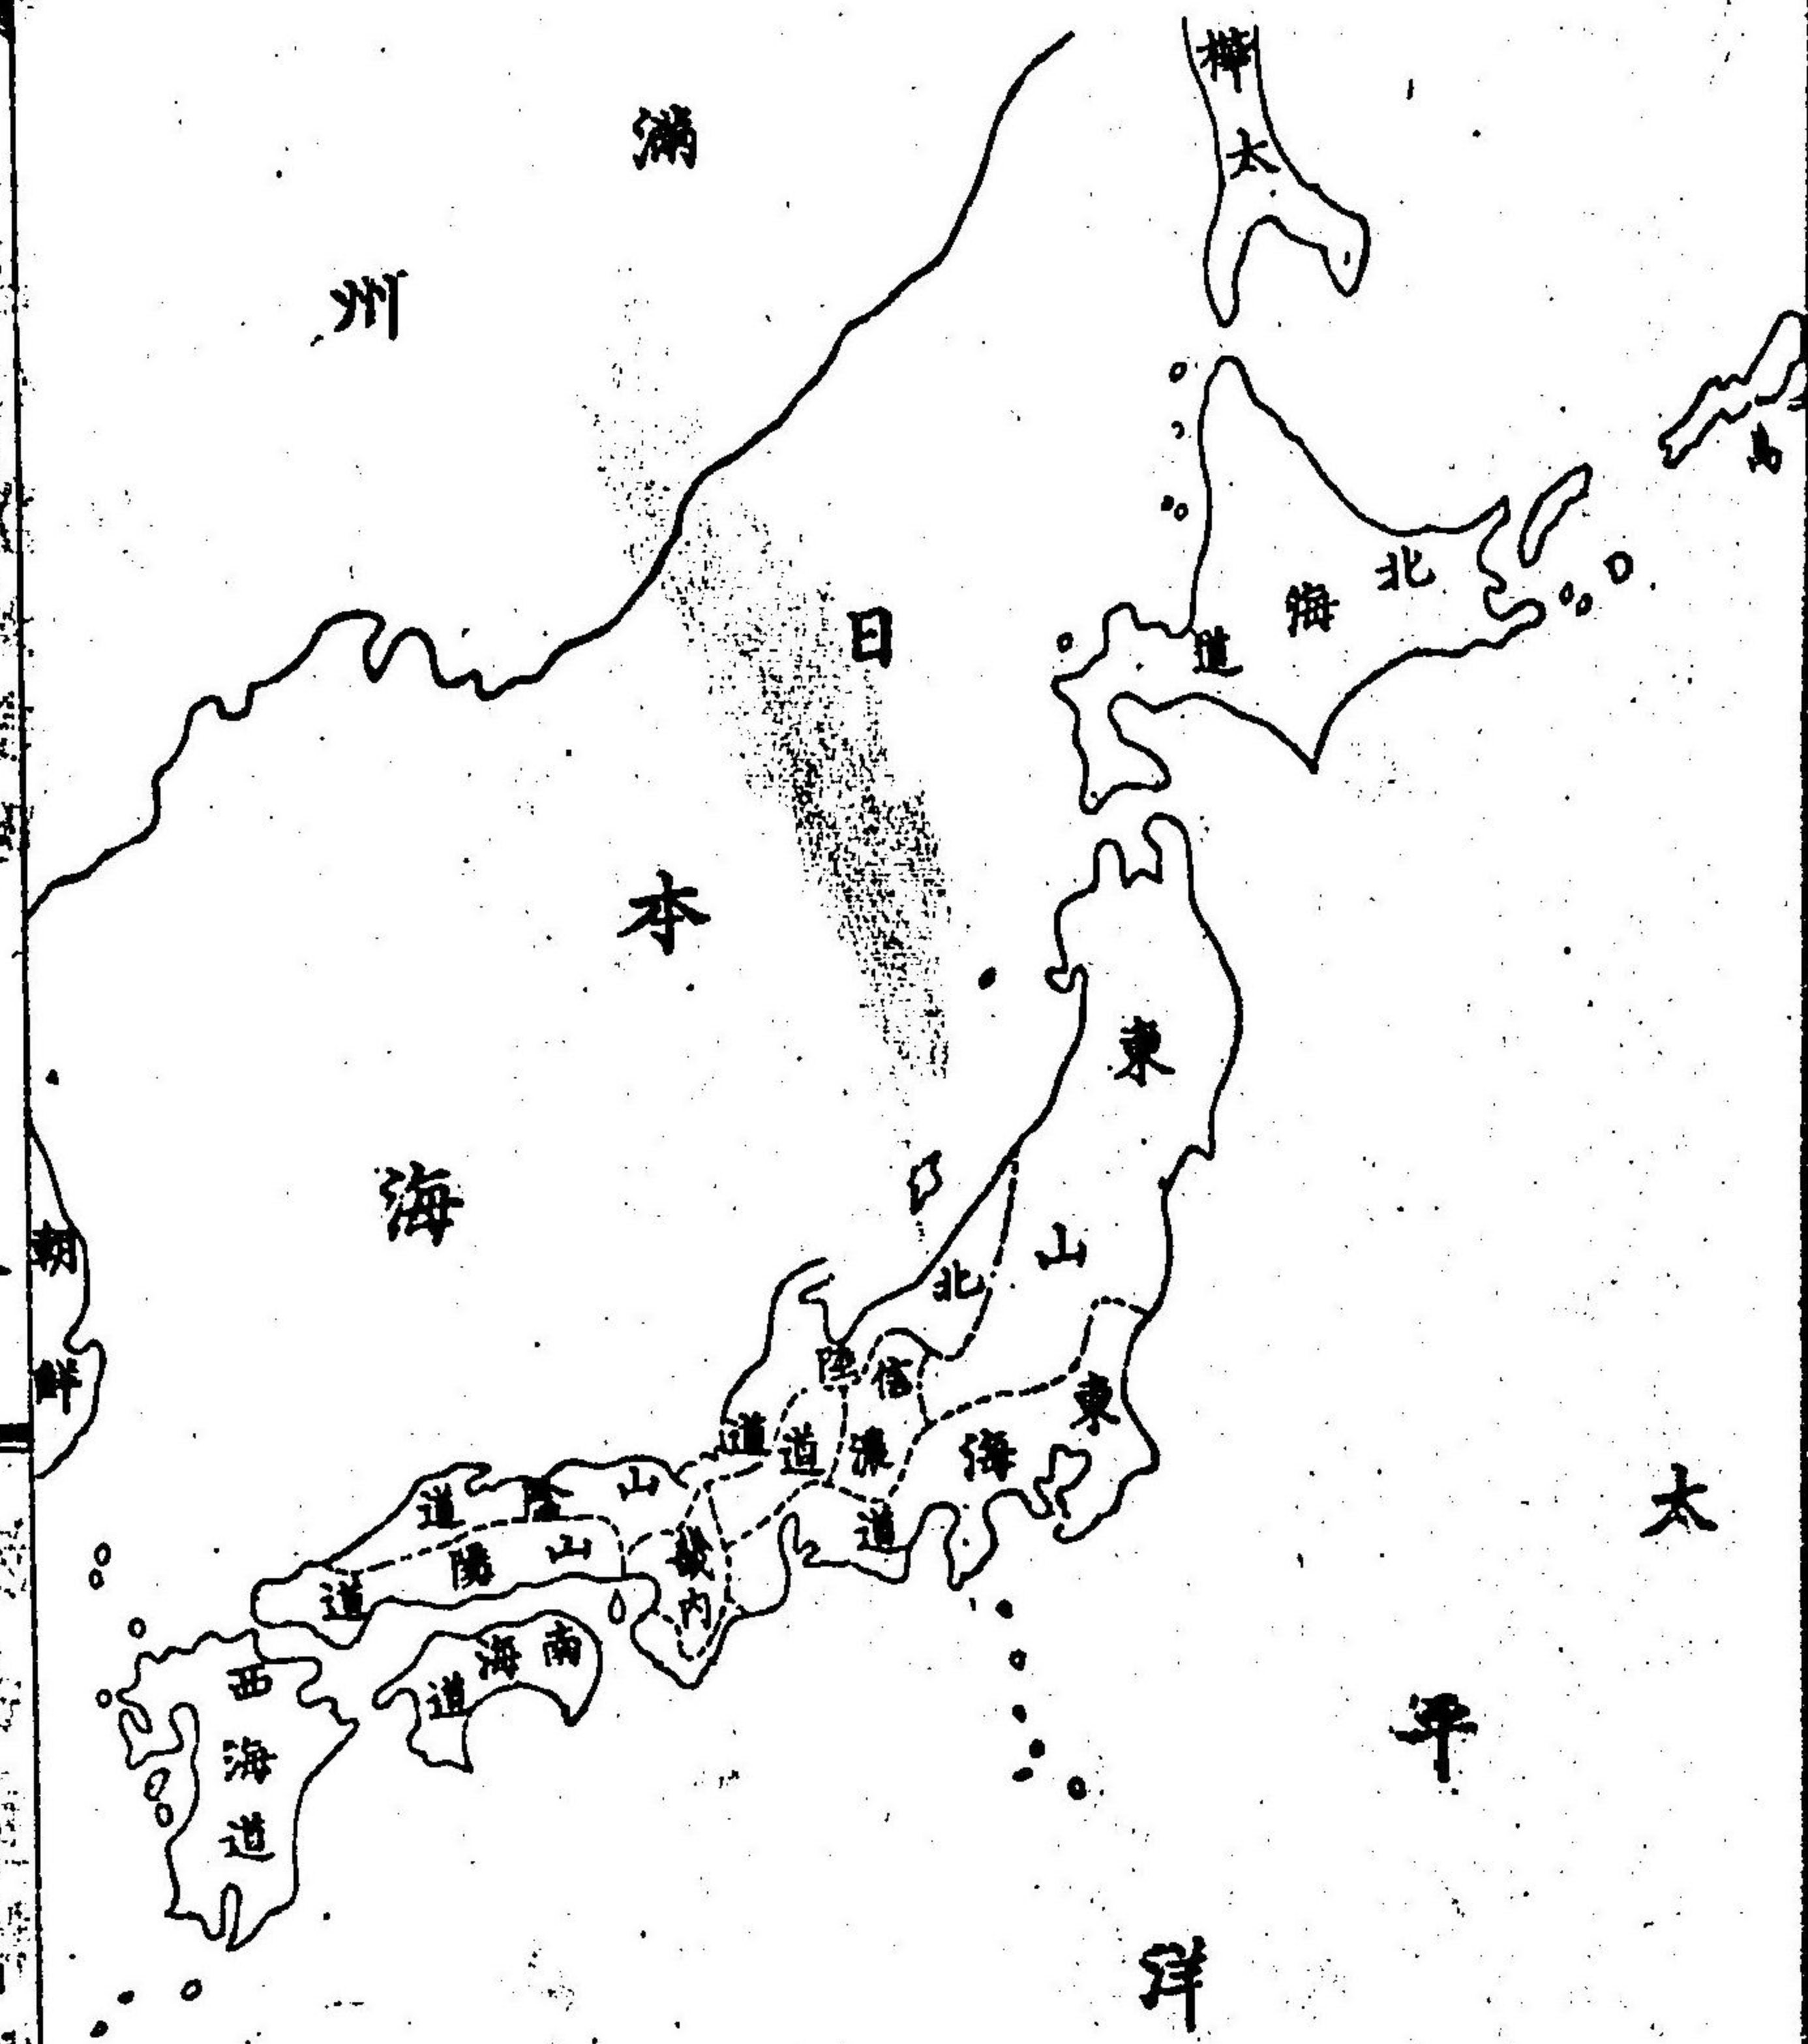 樺太
滿州
島
北海道
日本海
東山道
北陸道
信濃
東海道
朝鮮
山陰道
山陽道
畿内
南海道
西海道
太平洋